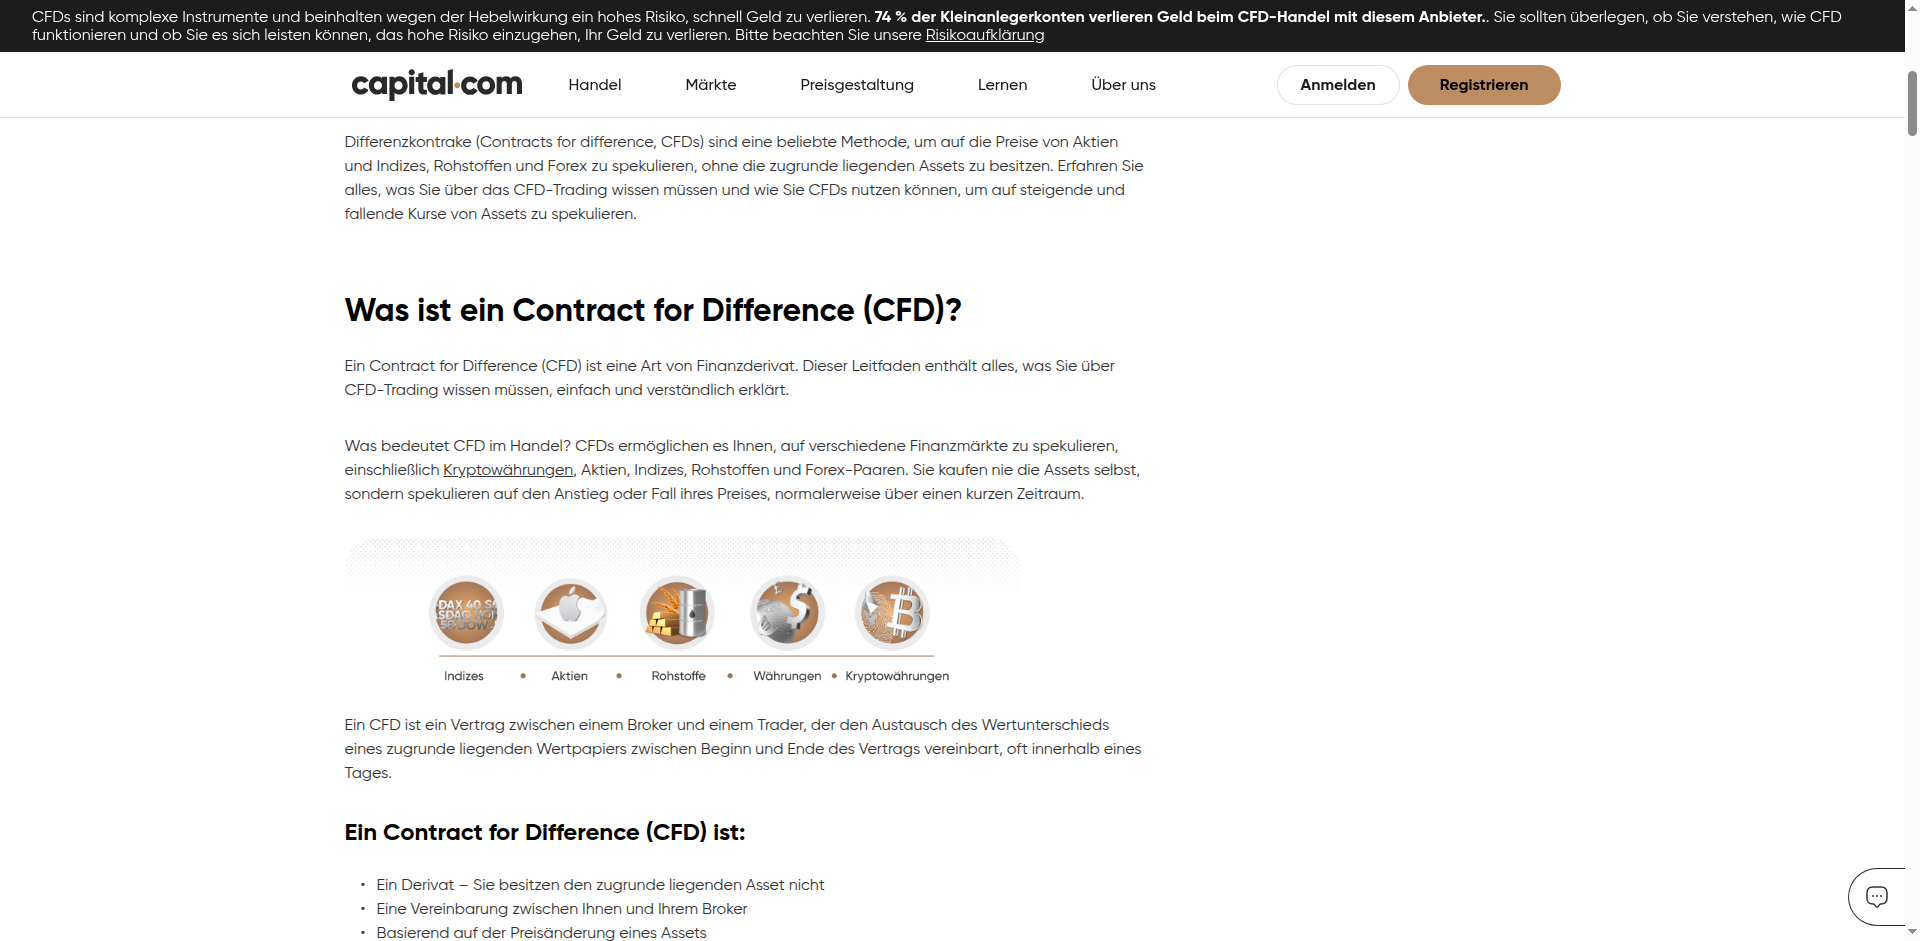 CFDs sind komplexe Instrumente und beinhalten wegen der Hebelwirkung ein hohes Risiko, schnell Geld zu verlieren. 74 % der Kleinanlegerkonten verlieren Geld beim CFD-Handel mit diesem Anbieter.. Sie sollten überlegen, ob Sie verstehen, wie CFD
funktionieren und ob Sie es sich leisten können, das hohe Risiko einzugehen, Ihr Geld zu verlieren. Bitte beachten Sie unsere Risikoaufklärung
capital.com
Handel
Märkte
Preisgestaltung
Lernen
Über uns
Anmelden
Registrieren
Differenzkontrake (Contracts for difference, CFDs) sind eine beliebte Methode, um auf die Preise von Aktien
und Indizes, Rohstoffen und Forex zu spekulieren, ohne die zugrunde liegenden Assets zu besitzen. Erfahren Sie
alles, was Sie über das CFD-Trading wissen müssen und wie Sie CFDs nutzen können, um auf steigende und
fallende Kurse von Assets zu spekulieren.
Was ist ein Contract for Difference (CFD)?
Ein Contract for Difference (CFD) ist eine Art von Finanzderivat. Dieser Leitfaden enthält alles, was Sie über
CFD-Trading wissen müssen, einfach und verständlich erklärt.
Was bedeutet CFD im Handel? CFDs ermöglichen es Ihnen, auf verschiedene Finanzmärkte zu spekulieren,
einschließlich Kryptowährungen, Aktien, Indizes, Rohstoffen und Forex-Paaren. Sie kaufen nie die Assets selbst,
sondern spekulieren auf den Anstieg oder Fall ihres Preises, normalerweise über einen kurzen Zeitraum.
DAX 40
DOW
Indizes • Aktien • Rohstoffe • Währungen • Kryptowährungen
Ein CFD ist ein Vertrag zwischen einem Broker und einem Trader, der den Austausch des Wertunterschieds
eines zugrunde liegenden Wertpapiers zwischen Beginn und Ende des Vertrags vereinbart, oft innerhalb eines
Tages.
Ein Contract for Difference (CFD) ist:
• Ein Derivat – Sie besitzen den zugrunde liegenden Asset nicht
• Eine Vereinbarung zwischen Ihnen und Ihrem Broker
• Basierend auf der Preisänderung eines Assets